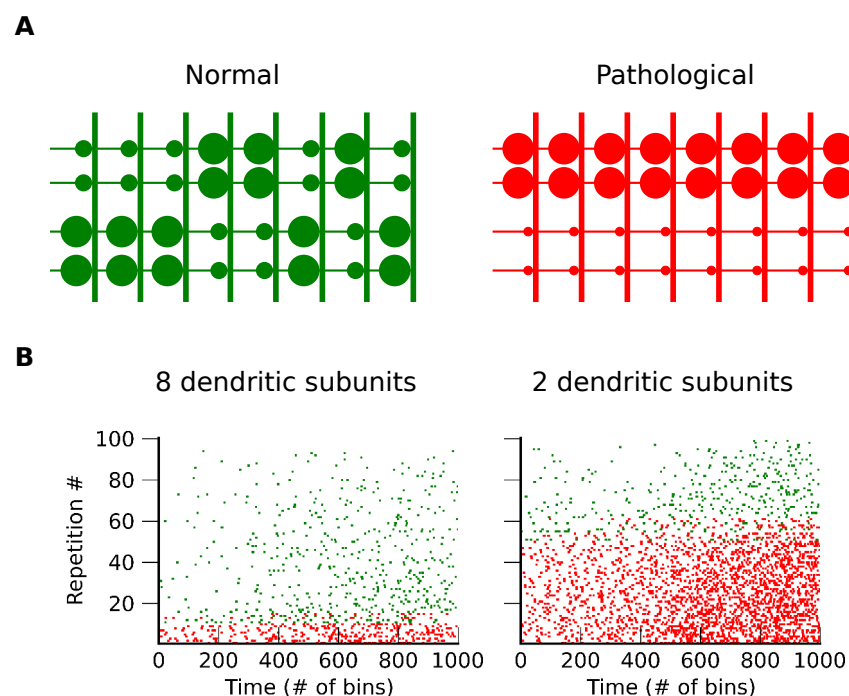 A
Normal
Pathological
B
8 dendritic subunits
2 dendritic subunits
Repetition #
100
80
60
40
20
0 200 400 600 800 1000
0 200 400 600 800 1000
Time (# of bins)
Time (# of bins)